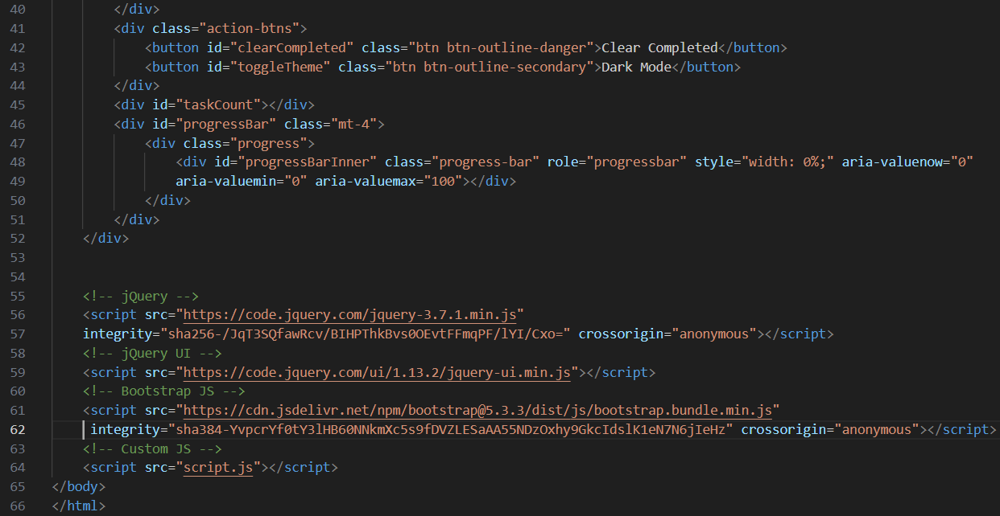 40 </div>
41 <div class="action-btns">
42 <button id="clearCompleted" class="btn btn-outline-danger">Clear Completed</button>
43 <button id="toggleTheme" class="btn btn-outline-secondary">Dark Mode</button>
44 </div>
45 <div id="taskCount"></div>
46 <div id="progressBar" class="mt-4">
47 <div class="progress">
48 <div id="progressBarInner" class="progress-bar" role="progressbar" style="width: 0%;" aria-valuenow="0"
49 aria-valuemin="0" aria-valuemax="100"></div>
50 </div>
51 </div>
52 </div>
53
54
55 <!-- jQuery -->
56 <script src="https://code.jquery.com/jquery-3.7.1.min.js"
57 integrity="sha256-/JqT3SQfawRcv/BIHPThkBvs0OEvtFFmqPF/lYI/Cxo=" crossorigin="anonymous"></script>
58 <!-- jQuery UI -->
59 <script src="https://code.jquery.com/ui/1.13.2/jquery-ui.min.js"></script>
60 <!-- Bootstrap JS -->
61 <script src="https://cdn.jsdelivr.net/npm/bootstrap@5.3.3/dist/js/bootstrap.bundle.min.js"
62 integrity="sha384-YvpcrYf0tY3lHB60NNkmXc5s9fDVZLESaAA55NDzOxhy9GkcIdslK1eN7N6jIeHz" crossorigin="anonymous"></script>
63 <!-- Custom JS -->
64 <script src="script.js"></script>
65 </body>
66 </html>